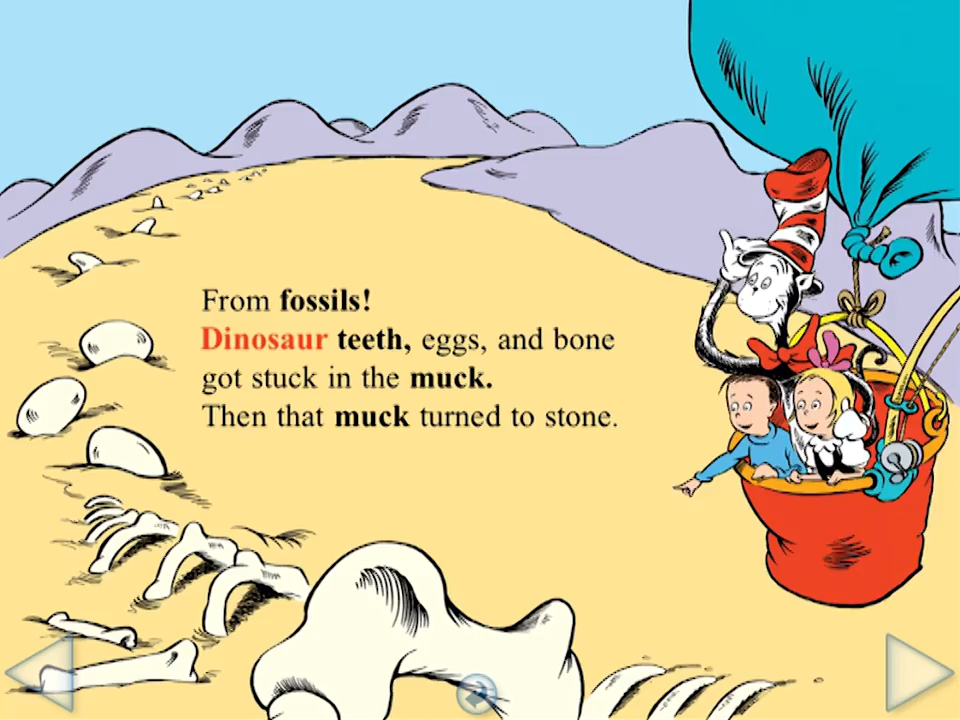 From fossils!
Dinosaur teeth, eggs, and bone
got stuck in the muck.
Then that muck turned to stone.